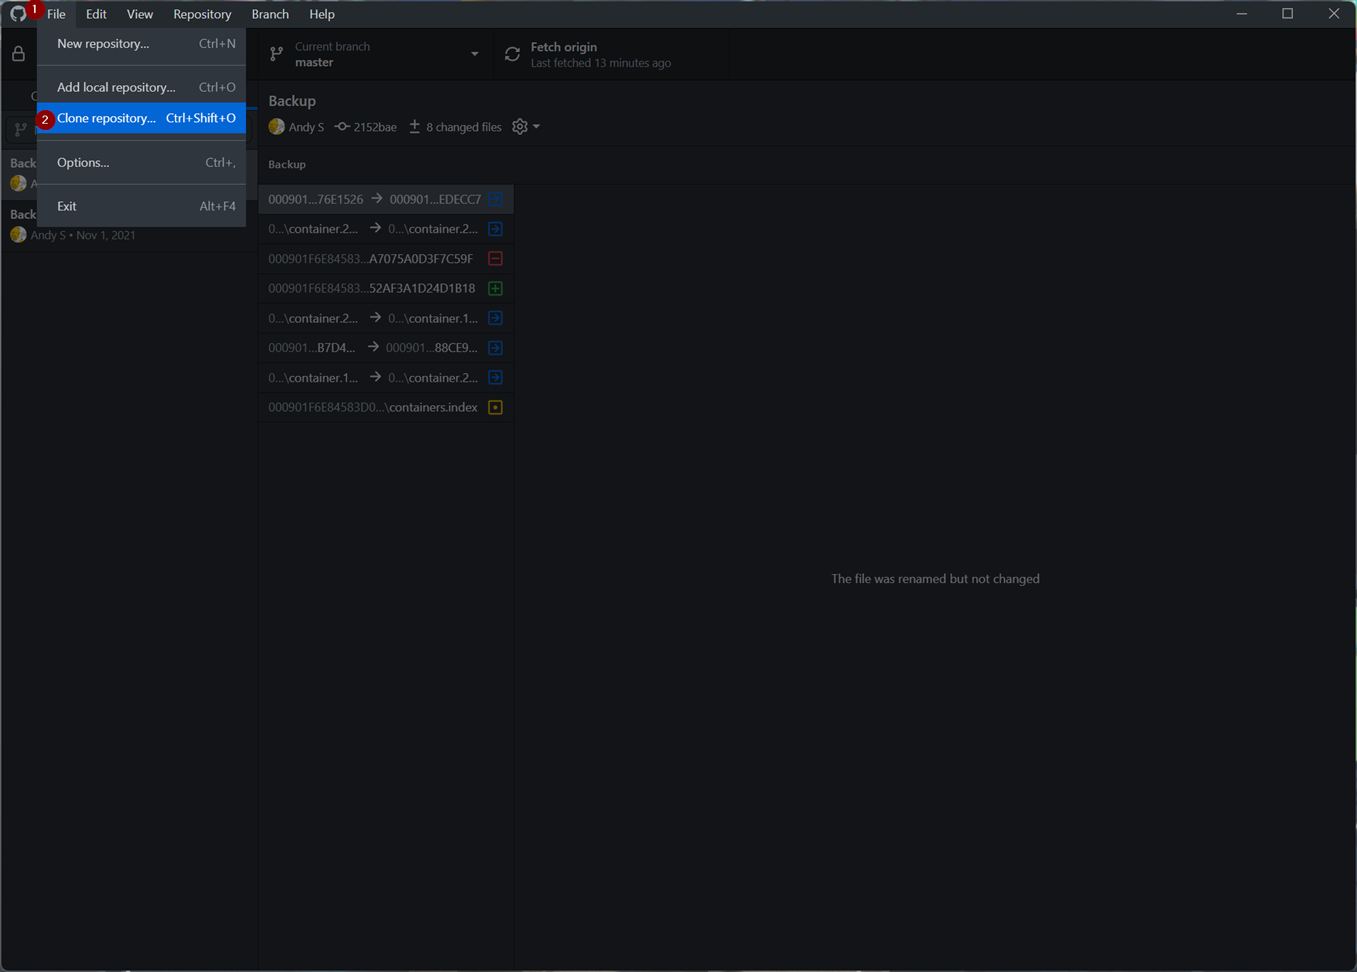 1
File Edit View Repository Branch Help
New repository... Ctrl+N
Add local repository... Ctrl+O
2
Clone repository... Ctrl+Shift+O
Options... Ctrl+,
Exit Alt+F4
Current branch
master
Fetch origin
Last fetched 13 minutes ago
Back
A
Back
Andy S • Nov 1, 2021
Backup
Andy S 2152bae 8 changed files
Backup
000901...76E1526 → 000901...EDECC7
0...\container.2... → 0...\container.2...
000901F6E84583...A7075A0D3F7C59F
000901F6E84583...52AF3A1D24D1B18
0...\container.2... → 0...\container.1...
000901...B7D4... → 000901...88CE9...
0...\container.1... → 0...\container.2...
000901F6E84583D0...\containers.index
The file was renamed but not changed